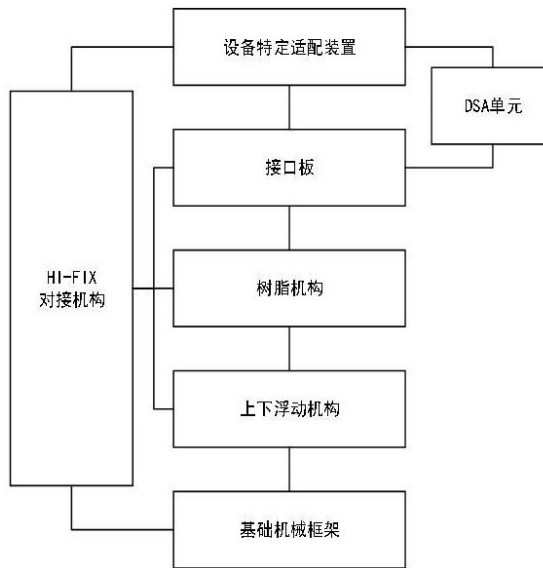 设备特定适配装置
DSA单元
接口板
HI-FIX
对接机构
树脂机构
上下浮动机构
基础机械框架